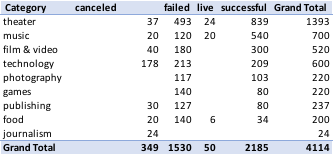 Category canceled failed live successful Grand Total
theater 37 493 24 839 1393
music 20 120 20 540 700
film & video 40 180 300 520
technology 178 213 209 600
photography 117 103 220
games 140 80 220
publishing 30 127 80 237
food 20 140 6 34 200
journalism 24 24
Grand Total 349 1530 50 2185 4114